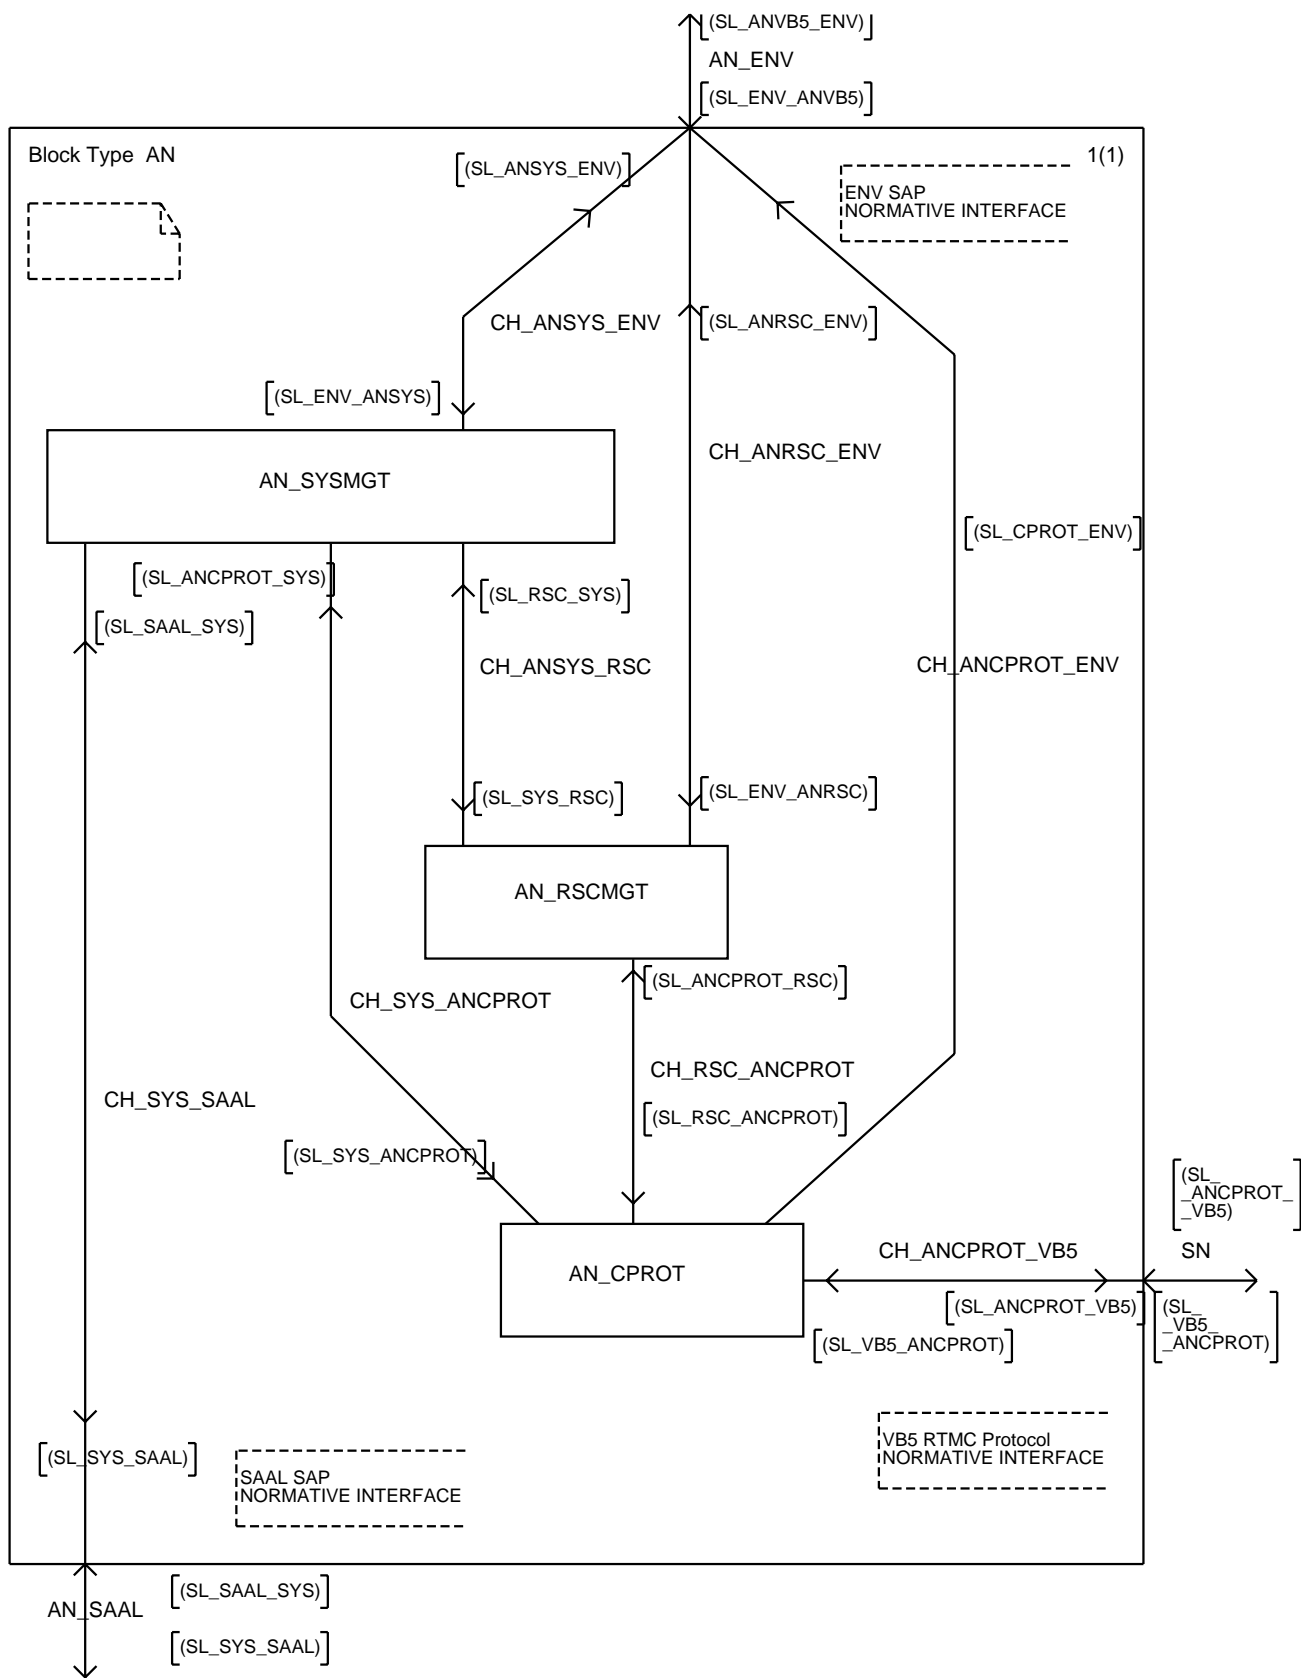 (SL_ANVB5_ENV)
AN_ENV
(SL_ENV_ANVB5)
Block Type AN
1(1)
(SL_ANSYS_ENV)
ENV SAP
NORMATIVE INTERFACE
CH_ANSYS_ENV
(SL_ANRSC_ENV)
(SL_ENV_ANSYS)
CH_ANRSC_ENV
AN_SYSMGT
(SL_CPROT_ENV)
(SL_ANCPROT_SYS)
(SL_RSC_SYS)
(SL_SAAL_SYS)
CH_ANSYS_RSC
CH_ANCPROT_ENV
(SL_SYS_RSC)
(SL_ENV_ANRSC)
AN_RSCMGT
(SL_ANCPROT_RSC)
CH_SYS_ANCPROT
CH_RSC_ANCPROT
CH_SYS_SAAL
(SL_RSC_ANCPROT)
(SL_SYS_ANCPROT)
(SL_
_ANCPROT_
_VB5)
CH_ANCPROT_VB5
SN
AN_CPROT
(SL_ANCPROT_VB5)
(SL_
_VB5_
_ANCPROT)
(SL_VB5_ANCPROT)
VB5 RTMC Protocol
NORMATIVE INTERFACE
(SL_SYS_SAAL)
SAAL SAP
NORMATIVE INTERFACE
(SL_SAAL_SYS)
AN_SAAL
(SL_SYS_SAAL)